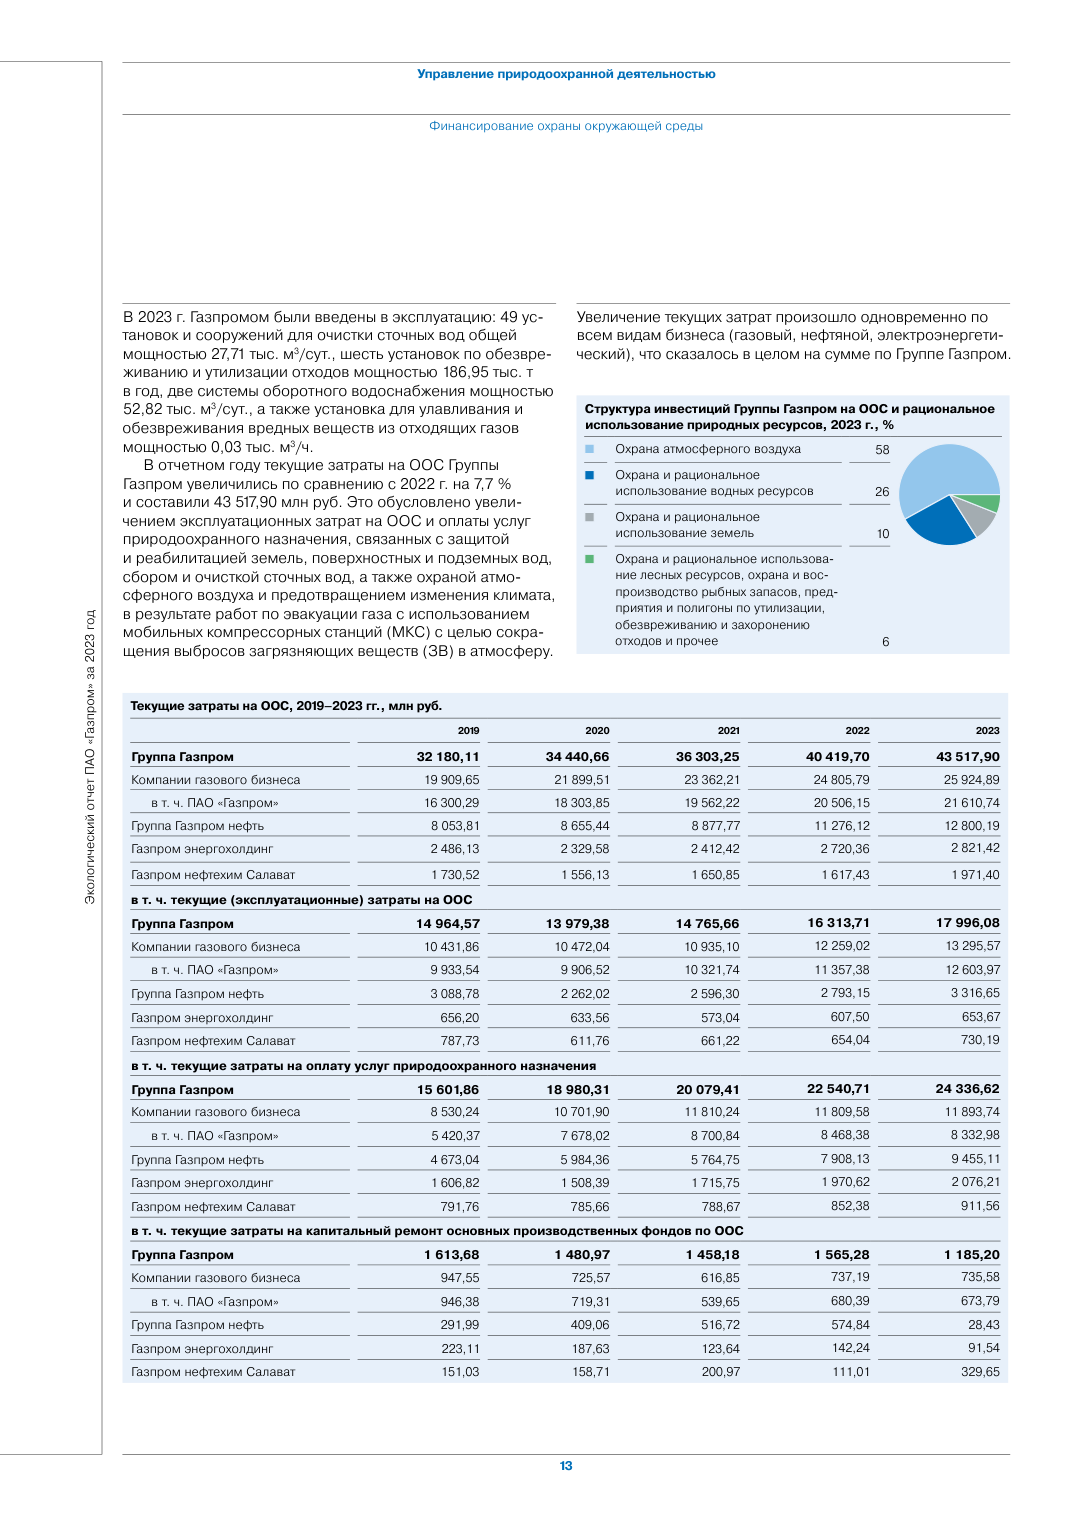 Управление природоохранной деятельностью
Финансирование охраны окружающей среды
Экологический отчет ПАО «Газпром» за 2023 год
В 2023 г. Газпромом были введены в эксплуатацию: 49 ус-
тановок и сооружений для очистки сточных вод общей
мощностью 27,71 тыс. м³/сут., шесть установок по обезвре-
живанию и утилизации отходов мощностью 186,95 тыс. т
в год, две системы оборотного водоснабжения мощностью
52,82 тыс. м³/сут., а также установка для улавливания и
обезвреживания вредных веществ из отходящих газов
мощностью 0,03 тыс. м³/ч.
В отчетном году текущие затраты на ООС Группы
Газпром увеличились по сравнению с 2022 г. на 7,7 %
и составили 43 517,90 млн руб. Это обусловлено увели-
чением эксплуатационных затрат на ООС и оплаты услуг
природоохранного назначения, связанных с защитой
и реабилитацией земель, поверхностных и подземных вод,
сбором и очисткой сточных вод, а также охраной атмо-
сферного воздуха и предотвращением изменения климата,
в результате работ по эвакуации газа с использованием
мобильных компрессорных станций (МКС) с целью сокра-
щения выбросов загрязняющих веществ (ЗВ) в атмосферу.
Увеличение текущих затрат произошло одновременно по
всем видам бизнеса (газовый, нефтяной, электроэнергети-
ческий), что сказалось в целом на сумме по Группе Газпром.
Структура инвестиций Группы Газпром на ООС и рациональное
использование природных ресурсов, 2023 г., %
Охрана атмосферного воздуха 58
Охрана и рациональное
использование водных ресурсов 26
Охрана и рациональное
использование земель 10
Охрана и рациональное использова-
ние лесных ресурсов, охрана и вос-
производство рыбных запасов, пред-
приятия и полигоны по утилизации,
обезвреживанию и захоронению
отходов и прочее 6
Текущие затраты на ООС, 2019–2023 гг., млн руб.
2019 2020 2021 2022 2023
Группа Газпром 32 180,11 34 440,66 36 303,25 40 419,70 43 517,90
Компании газового бизнеса 19 909,65 21 899,51 23 362,21 24 805,79 25 924,89
в т. ч. ПАО «Газпром» 16 300,29 18 303,85 19 562,22 20 506,15 21 610,74
Группа Газпром нефть 8 053,81 8 655,44 8 877,77 11 276,12 12 800,19
Газпром энергохолдинг 2 486,13 2 329,58 2 412,42 2 720,36 2 821,42
Газпром нефтехим Салават 1 730,52 1 556,13 1 650,85 1 617,43 1 971,40
в т. ч. текущие (эксплуатационные) затраты на ООС
Группа Газпром 14 964,57 13 979,38 14 765,66 16 313,71 17 996,08
Компании газового бизнеса 10 431,86 10 472,04 10 935,10 12 259,02 13 295,57
в т. ч. ПАО «Газпром» 9 933,54 9 906,52 10 321,74 11 357,38 12 603,97
Группа Газпром нефть 3 088,78 2 262,02 2 596,30 2 793,15 3 316,65
Газпром энергохолдинг 656,20 633,56 573,04 607,50 653,67
Газпром нефтехим Салават 787,73 611,76 661,22 654,04 730,19
в т. ч. текущие затраты на оплату услуг природоохранного назначения
Группа Газпром 15 601,86 18 980,31 20 079,41 22 540,71 24 336,62
Компании газового бизнеса 8 530,24 10 701,90 11 810,24 11 809,58 11 893,74
в т. ч. ПАО «Газпром» 5 420,37 7 678,02 8 700,84 8 468,38 8 332,98
Группа Газпром нефть 4 673,04 5 984,36 5 764,75 7 908,13 9 455,11
Газпром энергохолдинг 1 606,82 1 508,39 1 715,75 1 970,62 2 076,21
Газпром нефтехим Салават 791,76 785,66 788,67 852,38 911,56
в т. ч. текущие затраты на капитальный ремонт основных производственных фондов по ООС
Группа Газпром 1 613,68 1 480,97 1 458,18 1 565,28 1 185,20
Компании газового бизнеса 947,55 725,57 616,85 737,19 735,58
в т. ч. ПАО «Газпром» 946,38 719,31 539,65 680,39 673,79
Группа Газпром нефть 291,99 409,06 516,72 574,84 28,43
Газпром энергохолдинг 223,11 187,63 123,64 142,24 91,54
Газпром нефтехим Салават 151,03 158,71 200,97 111,01 329,65
13